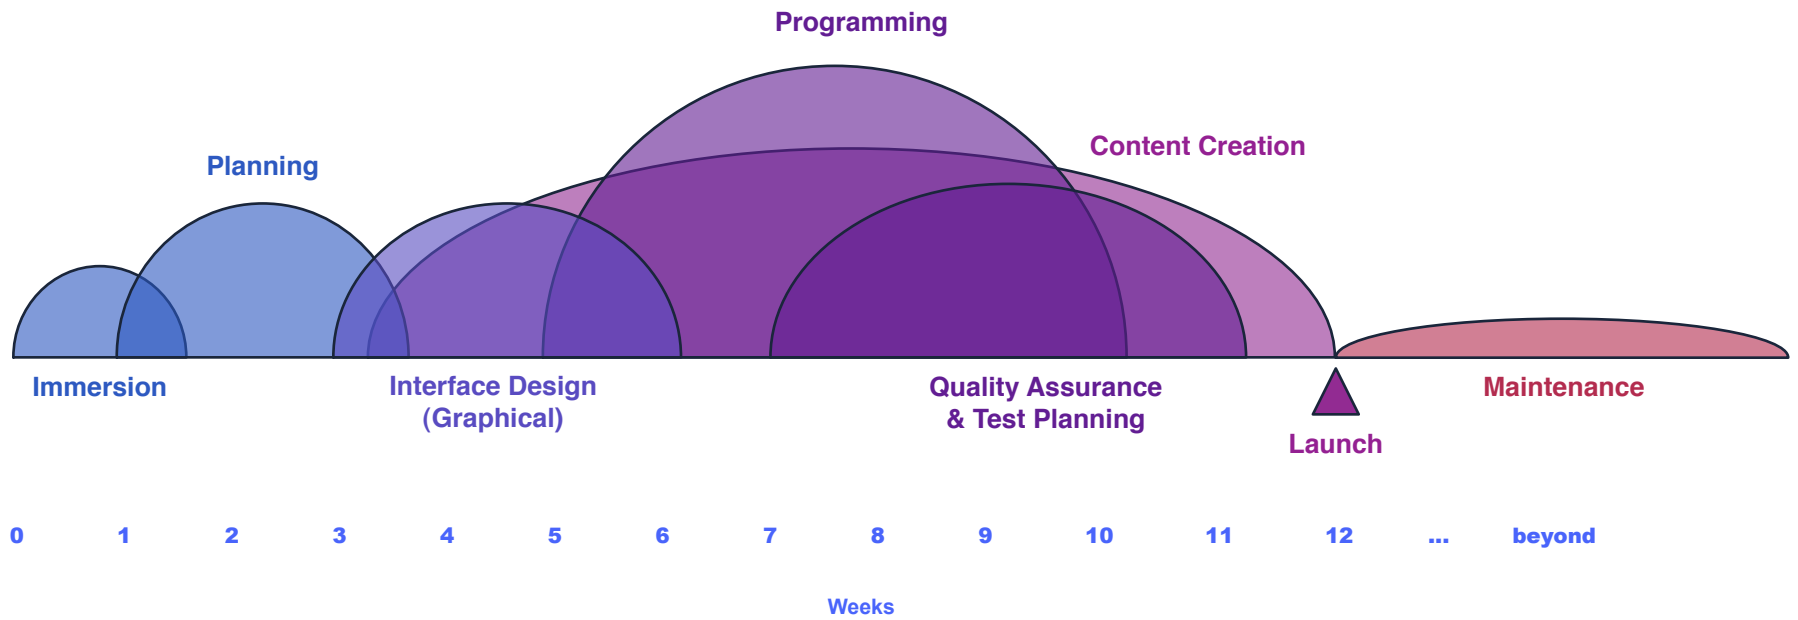 Programming
Content Creation
Planning
Immersion
Interface Design
(Graphical)
Quality Assurance
& Test Planning
Launch
Maintenance
0 1 2 3 4 5 6 7 8 9 10 11 12 ... beyond
Weeks